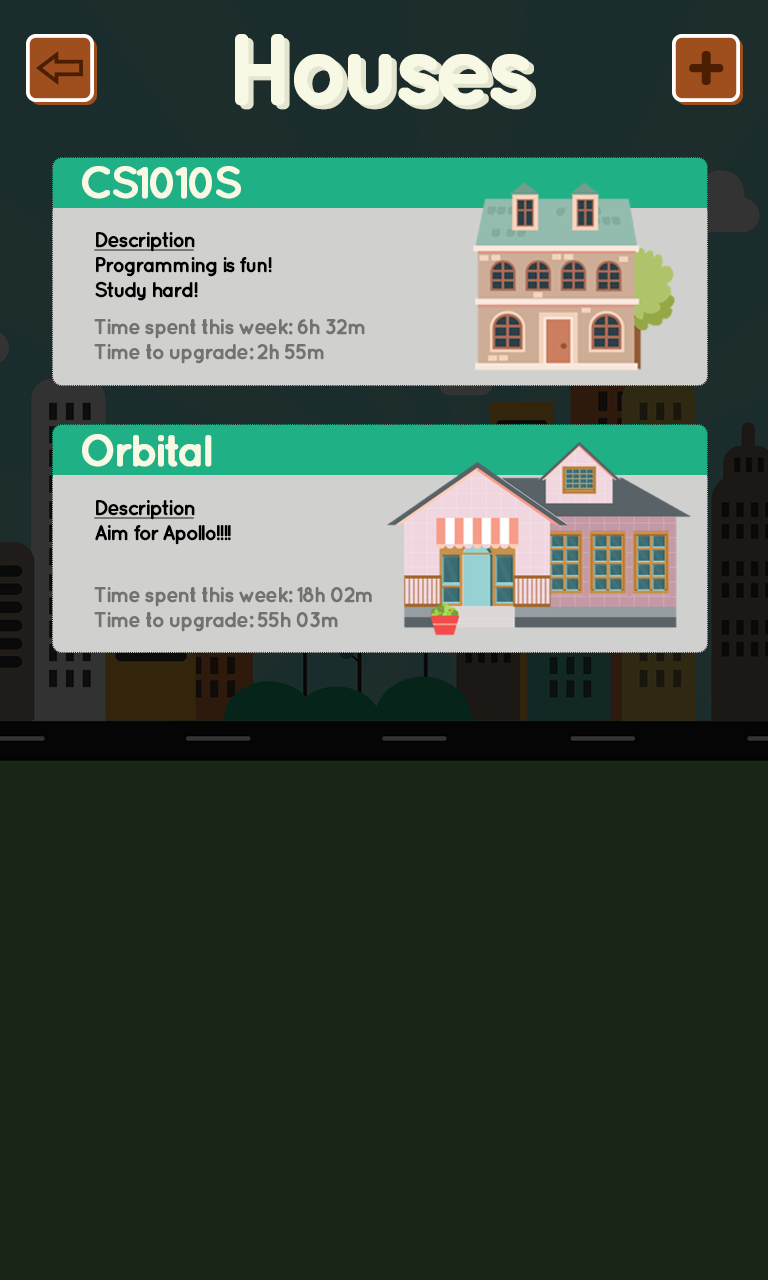 Houses
CS1010S
Description
Programming is fun!
Study hard!
Time spent this week: 6h 32m
Time to upgrade: 2h 55m
Orbital
Description
Aim for Apollo!!!!
Time spent this week: 18h 02m
Time to upgrade: 55h 03m